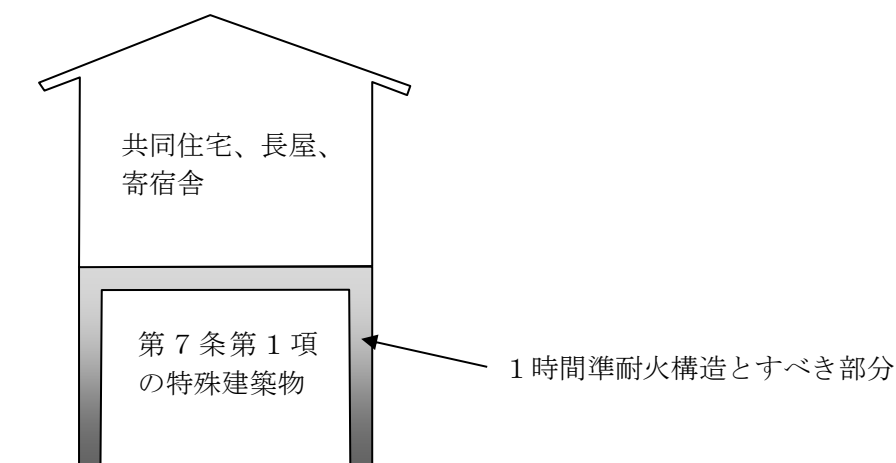 共同住宅、長屋、
寄宿舎
第７条第１項
の特殊建築物
１時間準耐火構造とすべき部分